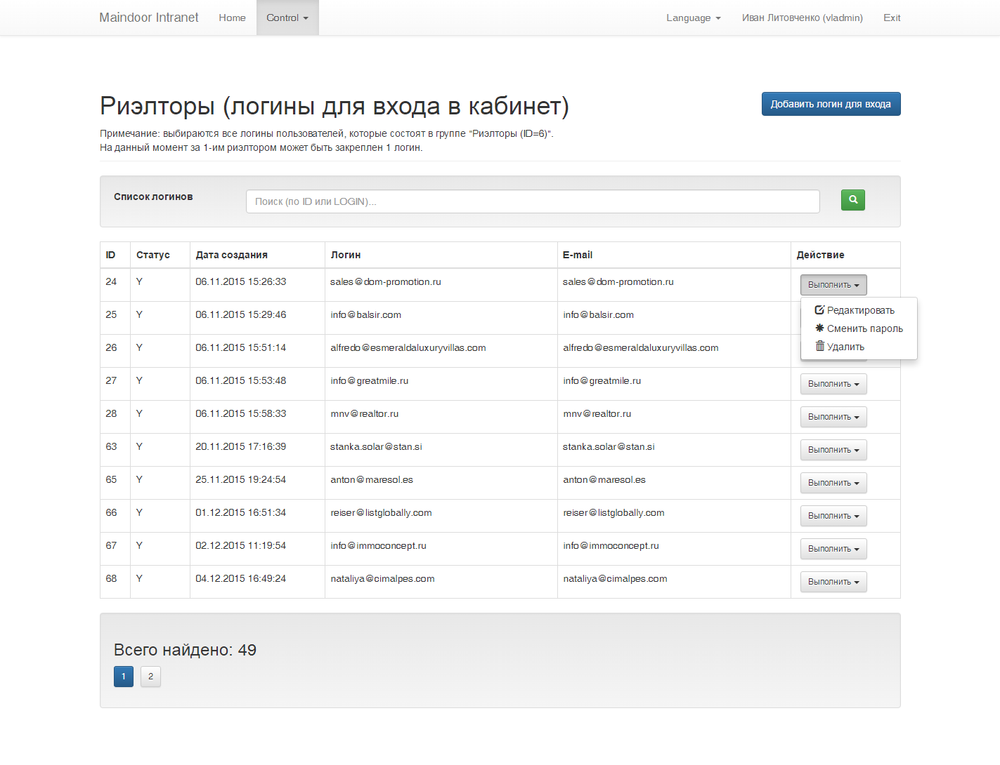 Maindoor Intranet Home Control Language Иван Литовченко (vladmin) Exit
Риэлторы (логины для входа в кабинет) Добавить логин для входа
Примечание: выбираются все логины пользователей, которые состоят в группе "Риэлторы (ID=6)".
На данный момент за 1-им риэлтором может быть закреплен 1 логин.
Список логинов Поиск (по ID или LOGIN)...
ID Статус Дата создания Логин E-mail Действие
24 Y 06.11.2015 15:26:33 sales@dom-promotion.ru sales@dom-promotion.ru Выполнить
25 Y 06.11.2015 15:29:46 info@balsir.com info@balsir.com
Редактировать
Сменить пароль
Удалить
26 Y 06.11.2015 15:51:14 alfredo@esmeraldaluxuryvillas.com alfredo@esmeraldaluxuryvillas.com
27 Y 06.11.2015 15:53:48 info@greatmile.ru info@greatmile.ru Выполнить
28 Y 06.11.2015 15:58:33 mnv@realtor.ru mnv@realtor.ru Выполнить
63 Y 20.11.2015 17:16:39 stanka.solar@stan.si stanka.solar@stan.si Выполнить
65 Y 25.11.2015 19:24:54 anton@maresol.es anton@maresol.es Выполнить
66 Y 01.12.2015 16:51:34 reiser@listglobally.com reiser@listglobally.com Выполнить
67 Y 02.12.2015 11:19:54 info@immoconcept.ru info@immoconcept.ru Выполнить
68 Y 04.12.2015 16:49:24 nataliya@cimalpes.com nataliya@cimalpes.com Выполнить
Всего найдено: 49
1 2